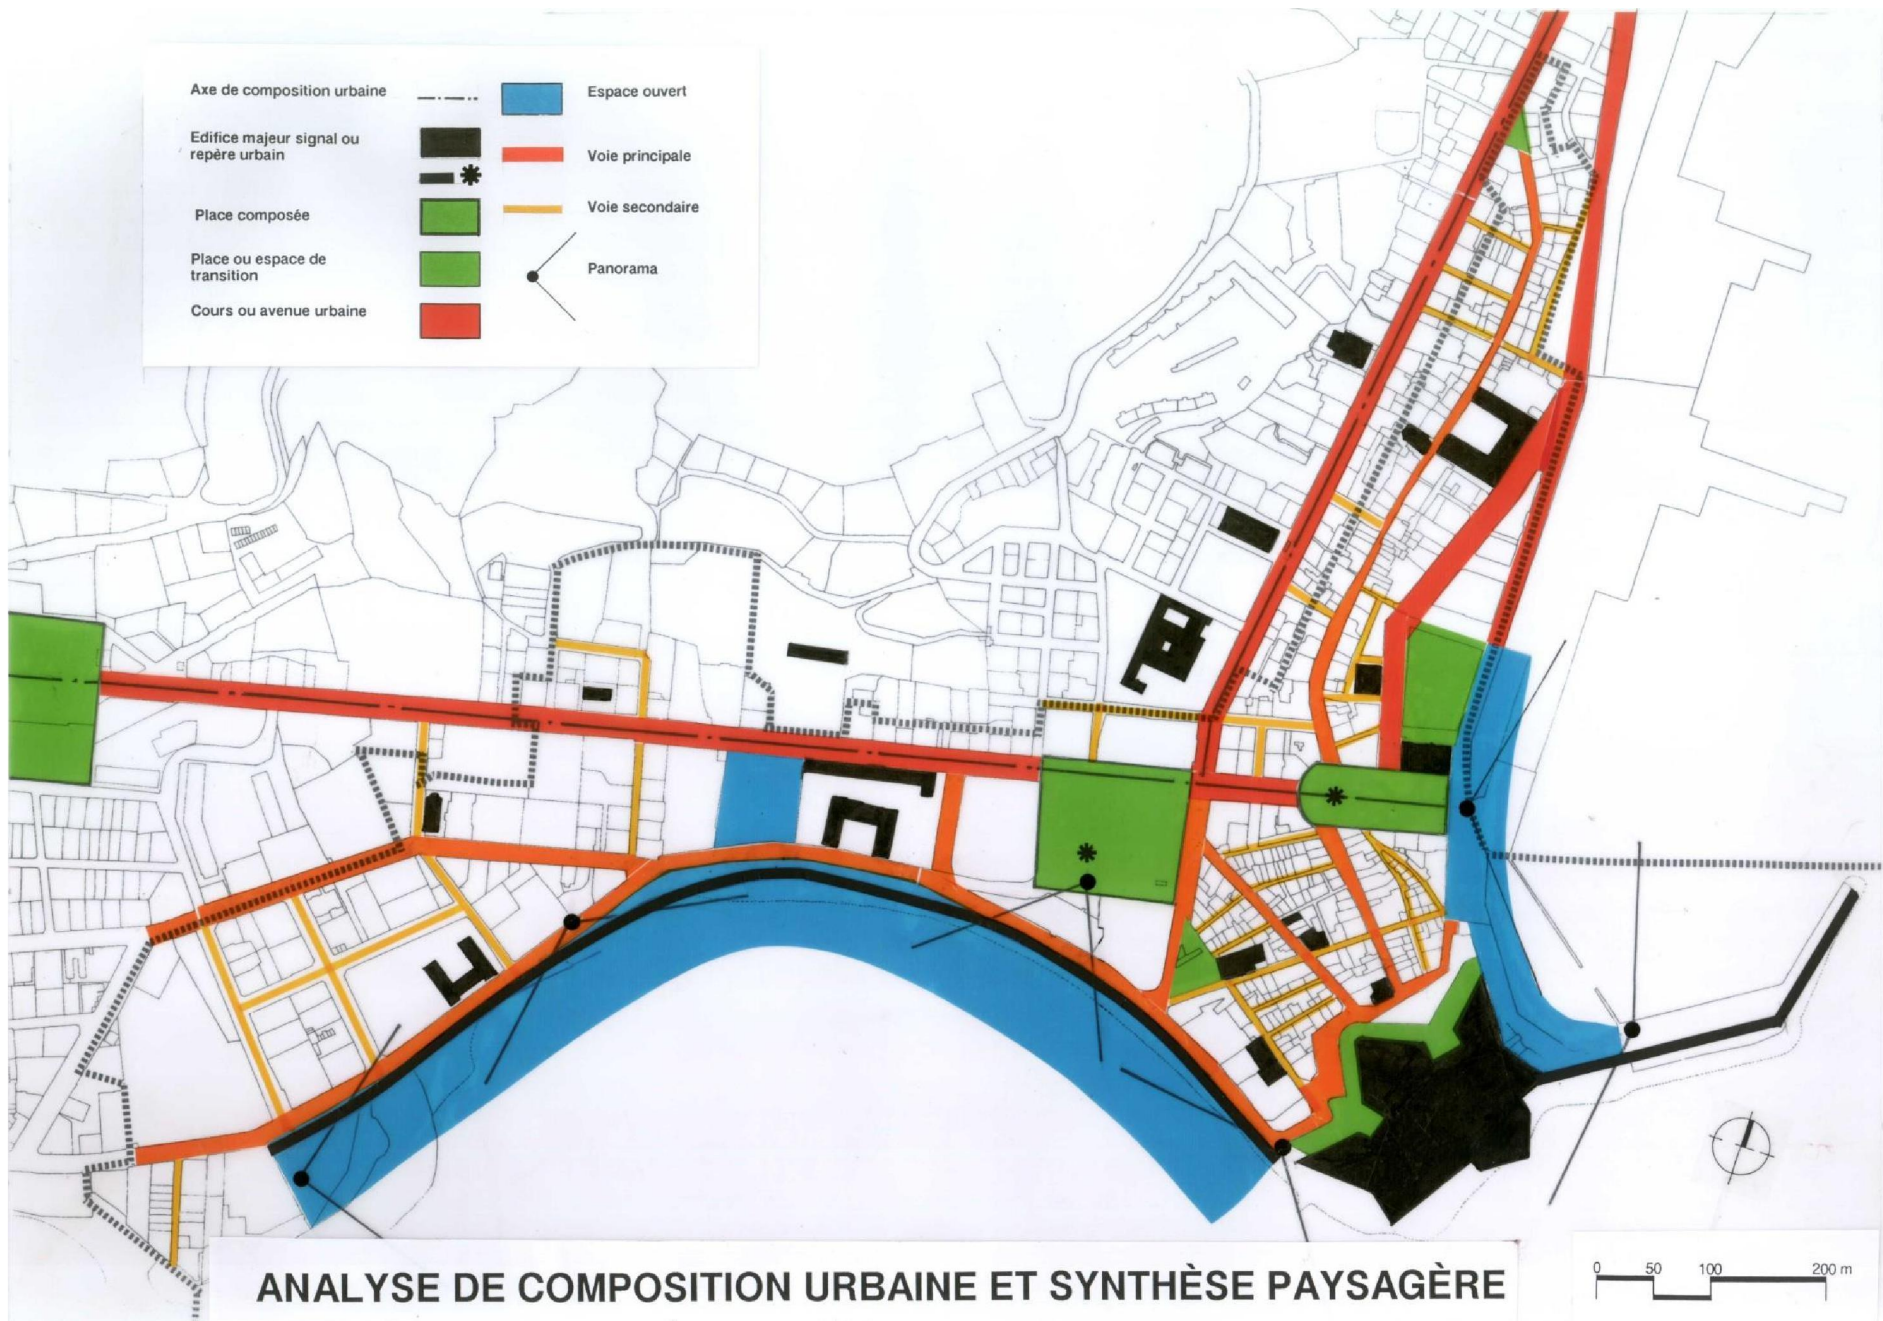 Axe de composition urbaine
Edifice majeur signal ou
repère urbain
Place composée
Place ou espace de
transition
Cours ou avenue urbaine
Espace ouvert
Voie principale
Voie secondaire
Panorama
ANALYSE DE COMPOSITION URBAINE ET SYNTHÈSE PAYSAGÈRE
0 50 100 200 m